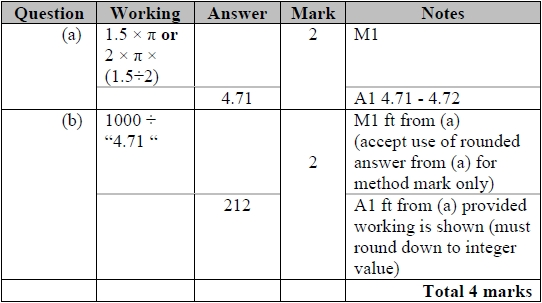 Question Working Answer Mark Notes
(a) 1.5 × π or 2 M1
2 × π ×
(1.5÷2)
4.71 A1 4.71 - 4.72
(b) 1000 ÷ M1 ft from (a)
“4.71 “ (accept use of rounded
answer from (a) for
2 method mark only)
212 A1 ft from (a) provided
working is shown (must
round down to integer
value)
Total 4 marks